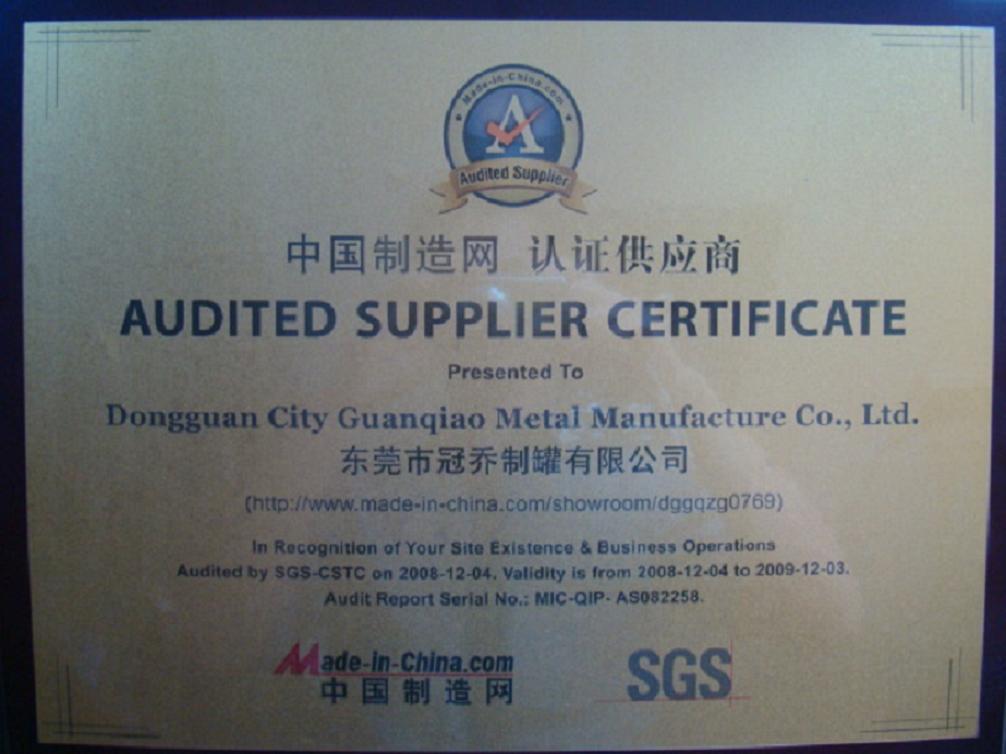 Made-in-China.com
A
Audited Supplier
中国制造网 认证供应商
AUDITED SUPPLIER CERTIFICATE
Presented To
Dongguan City Guanqiao Metal Manufacture Co., Ltd.
东莞市冠乔制罐有限公司
(http://www.made-in-china.com/showroom/dggqzg0769)
In Recognition of Your Site Existence & Business Operations
Audited by SGS-CSTC on 2008-12-04. Validity is from 2008-12-04 to 2009-12-03.
Audit Report Serial No.: MIC-QIP- AS082258.
Made-in-China.com
中国制造网
SGS